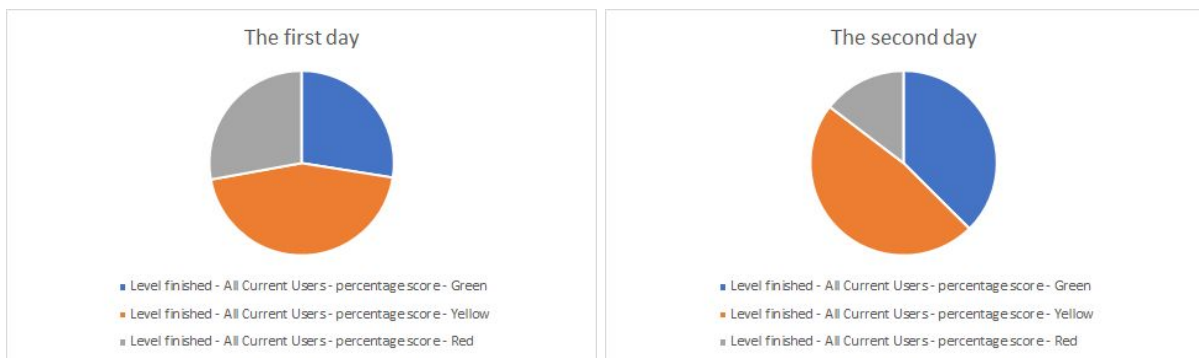 The first day
Level finished - All Current Users - percentage score - Green
Level finished - All Current Users - percentage score - Yellow
Level finished - All Current Users - percentage score - Red
The second day
Level finished - All Current Users - percentage score - Green
Level finished - All Current Users - percentage score - Yellow
Level finished - All Current Users - percentage score - Red